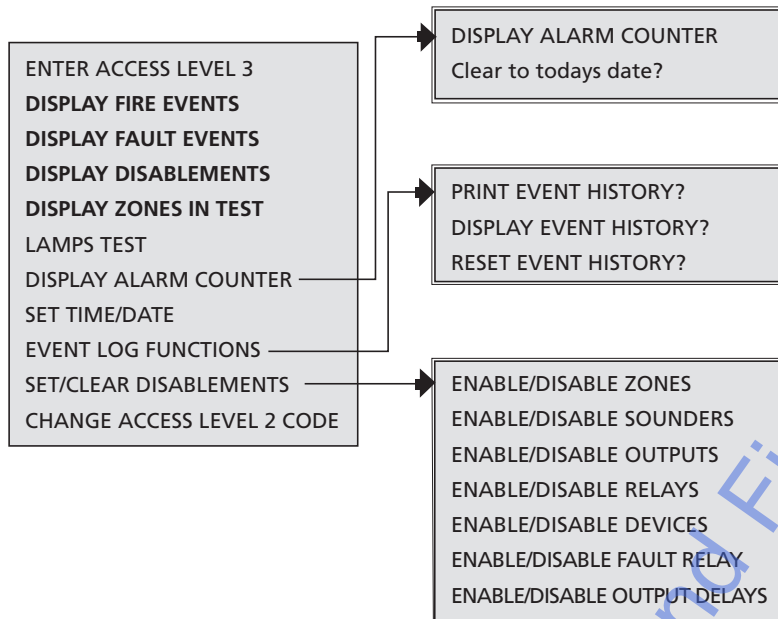 ENTER ACCESS LEVEL 3
DISPLAY FIRE EVENTS
DISPLAY FAULT EVENTS
DISPLAY DISABLEMENTS
DISPLAY ZONES IN TEST
LAMPS TEST
DISPLAY ALARM COUNTER
SET TIME/DATE
EVENT LOG FUNCTIONS
SET/CLEAR DISABLEMENTS
CHANGE ACCESS LEVEL 2 CODE
DISPLAY ALARM COUNTER
Clear to todays date?
PRINT EVENT HISTORY?
DISPLAY EVENT HISTORY?
RESET EVENT HISTORY?
ENABLE/DISABLE ZONES
ENABLE/DISABLE SOUNDERS
ENABLE/DISABLE OUTPUTS
ENABLE/DISABLE RELAYS
ENABLE/DISABLE DEVICES
ENABLE/DISABLE FAULT RELAY
ENABLE/DISABLE OUTPUT DELAYS